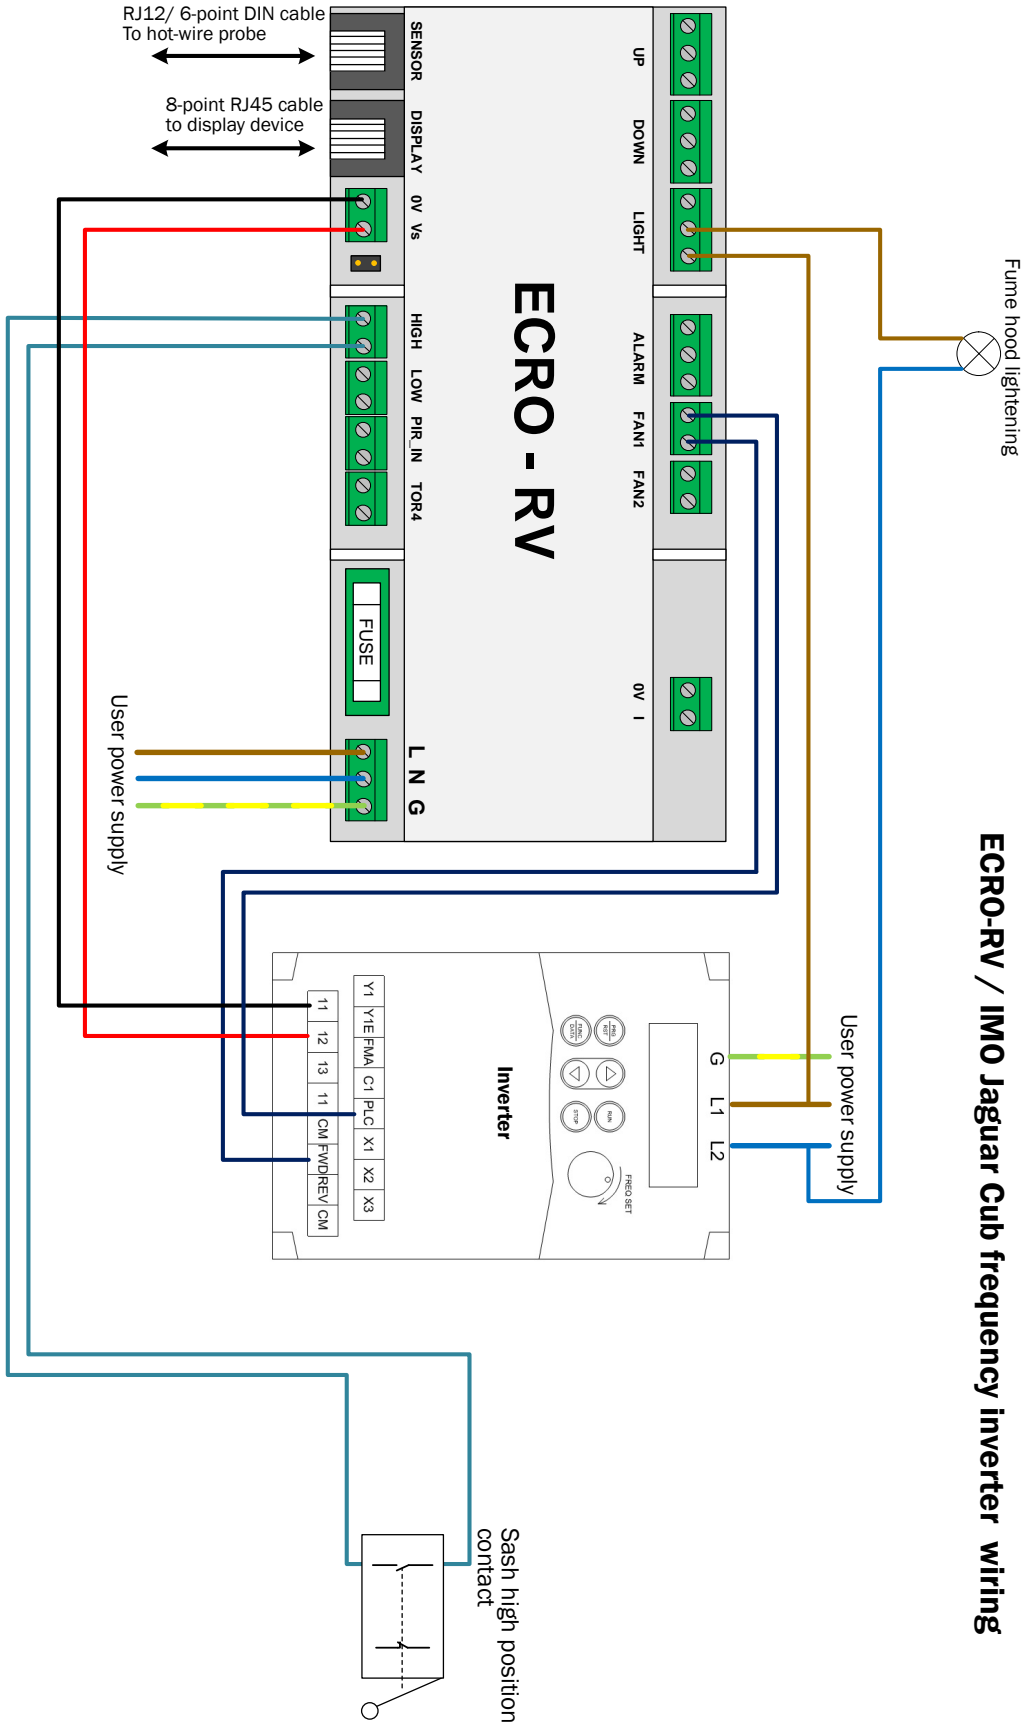 ECRO-RV / IMO Jaguar Cub frequency inverter wiring
RJ12/ 6-point DIN cable
To hot-wire probe
8-point RJ45 cable
to display device
SENSOR
DISPLAY
0V Vs
HIGH
LOW
PIR_IN
TOR4
FUSE
L N G
User power supply
ECRO - RV
UP
DOWN
LIGHT
ALARM
FAN1
FAN2
0V I
Fume hood lightening
User power supply
G L1 L2
PRG
RST
RUN
FUNC
DATA
STOP
FREQ SET
Inverter
Y1 Y1E FMA C1 PLC X1 X2 X3
11 12 13 11 CM FWD REV CM
Sash high position
contact